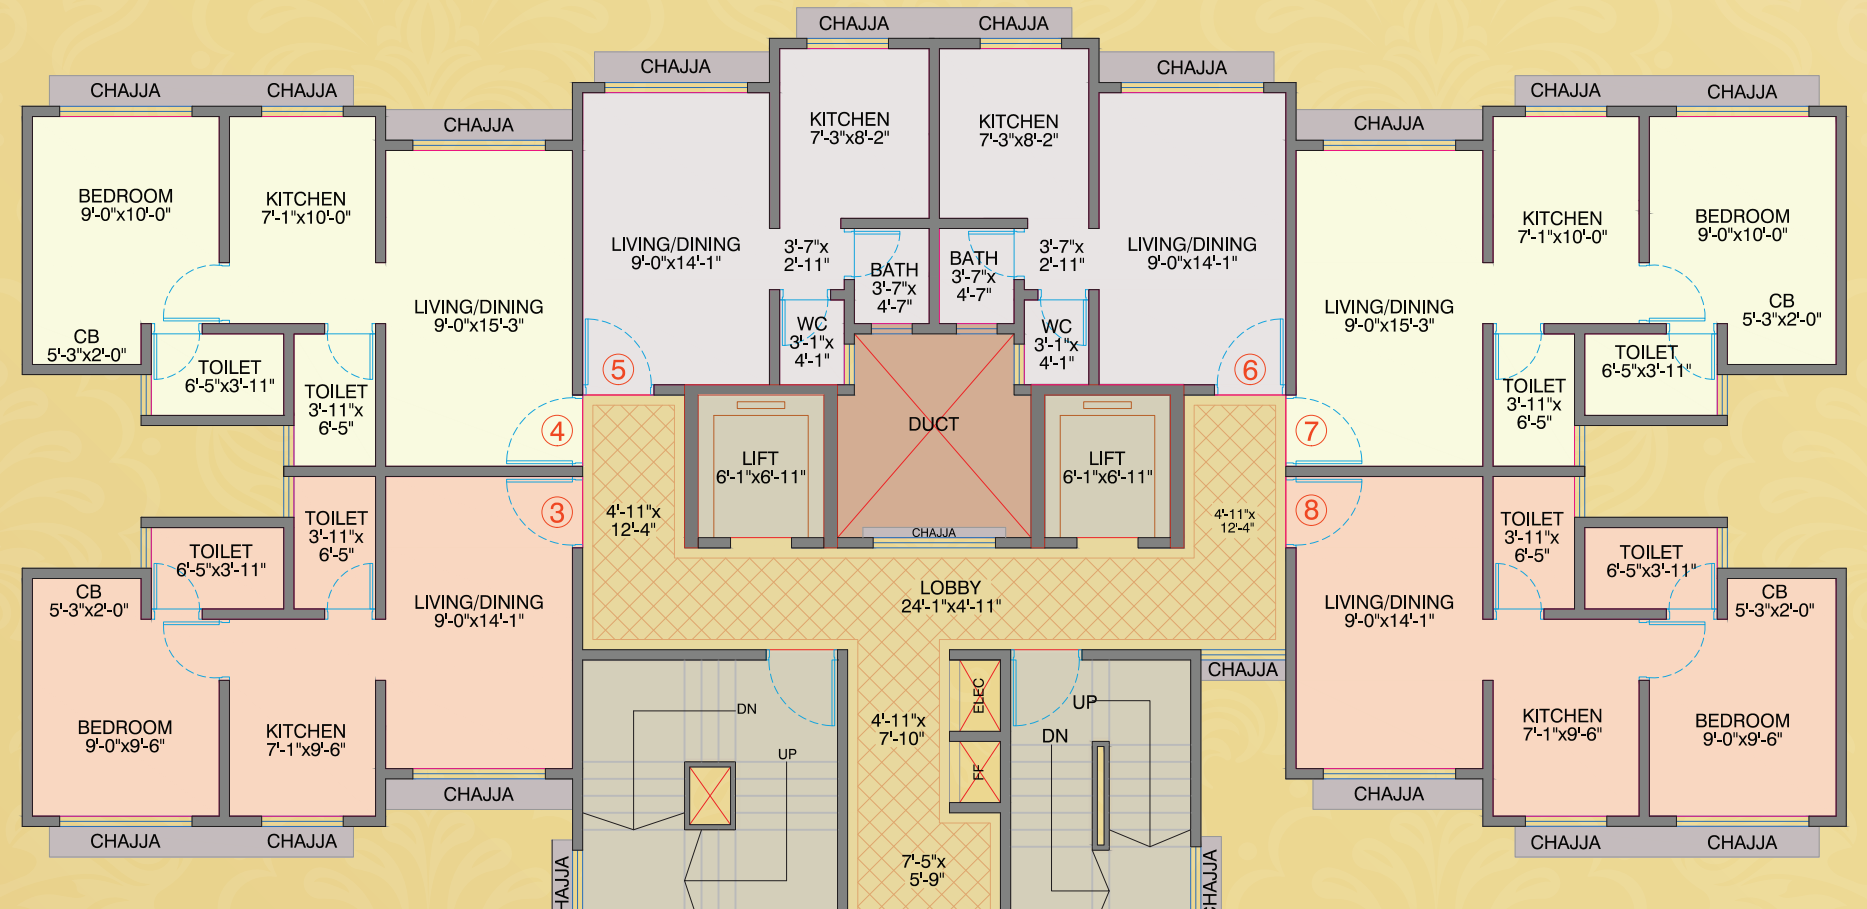 CHAJJA
CHAJJA
CHAJJA
CHAJJA
CHAJJA
CHAJJA
CHAJJA
CHAJJA
CHAJJA
CHAJJA
KITCHEN
7'-3"x8'-2"
KITCHEN
7'-3"x8'-2"
BEDROOM
9'-0"x10'-0"
KITCHEN
7'-1"x10'-0"
LIVING/DINING
9'-0"x14'-1"
3'-7"x
2'-11"
BATH
3'-7"x
4'-7"
BATH
3'-7"x
4'-7"
3'-7"x
2'-11"
LIVING/DINING
9'-0"x14'-1"
KITCHEN
7'-1"x10'-0"
BEDROOM
9'-0"x10'-0"
LIVING/DINING
9'-0"x15'-3"
LIVING/DINING
9'-0"x15'-3"
CB
5'-3"x2'-0"
CB
5'-3"x2'-0"
WC
3'-1"x
4'-1"
WC
3'-1"x
4'-1"
TOILET
6'-5"x3'-11"
TOILET
3'-11"x
6'-5"
5
6
TOILET
3'-11"x
6'-5"
TOILET
6'-5"x3'-11"
4
DUCT
7
LIFT
6'-1"x6'-11"
LIFT
6'-1"x6'-11"
3
4'-11"x
12'-4"
CHAJJA
4'-11"x
12'-4"
8
TOILET
3'-11"x
6'-5"
TOILET
6'-5"x3'-11"
TOILET
3'-11"x
6'-5"
TOILET
6'-5"x3'-11"
CB
5'-3"x2'-0"
LIVING/DINING
9'-0"x14'-1"
LOBBY
24'-1"x4'-11"
LIVING/DINING
9'-0"x14'-1"
CB
5'-3"x2'-0"
CHAJJA
BEDROOM
9'-0"x9'-6"
KITCHEN
7'-1"x9'-6"
DN
UP
4'-11"x
7'-10"
ELEC
FF
UP
DN
KITCHEN
7'-1"x9'-6"
BEDROOM
9'-0"x9'-6"
CHAJJA
CHAJJA
CHAJJA
CHAJJA
CHAJJA
CHAJJA
7'-5"x
5'-9"
HAJJA
CHAJJA